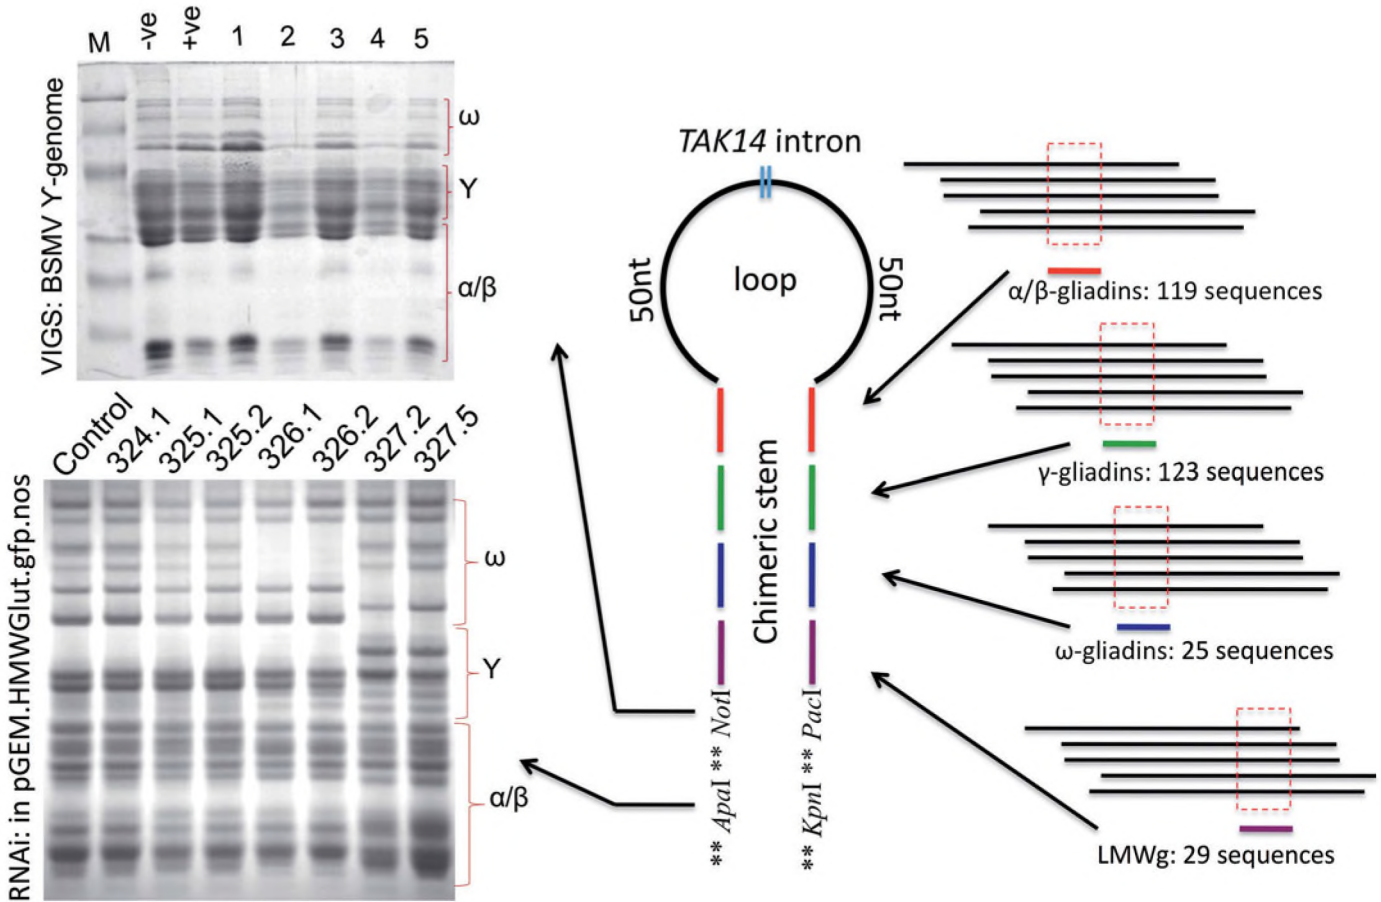 M -ve +ve 1 2 3 4 5
VIGS: BSMV ϒ-genome
ω
ϒ
α/β
Control 324.1 325.1 325.2 326.1 326.2 327.2 327.5
RNAi: in pGEM.HMWGlut.gfp.nos
ω
ϒ
α/β
TAK14 intron
50nt
loop
50nt
Chimeric stem
** ApaI ** NotI
** KpnI ** PacI
α/β-gliadins: 119 sequences
γ-gliadins: 123 sequences
ω-gliadins: 25 sequences
LMWg: 29 sequences